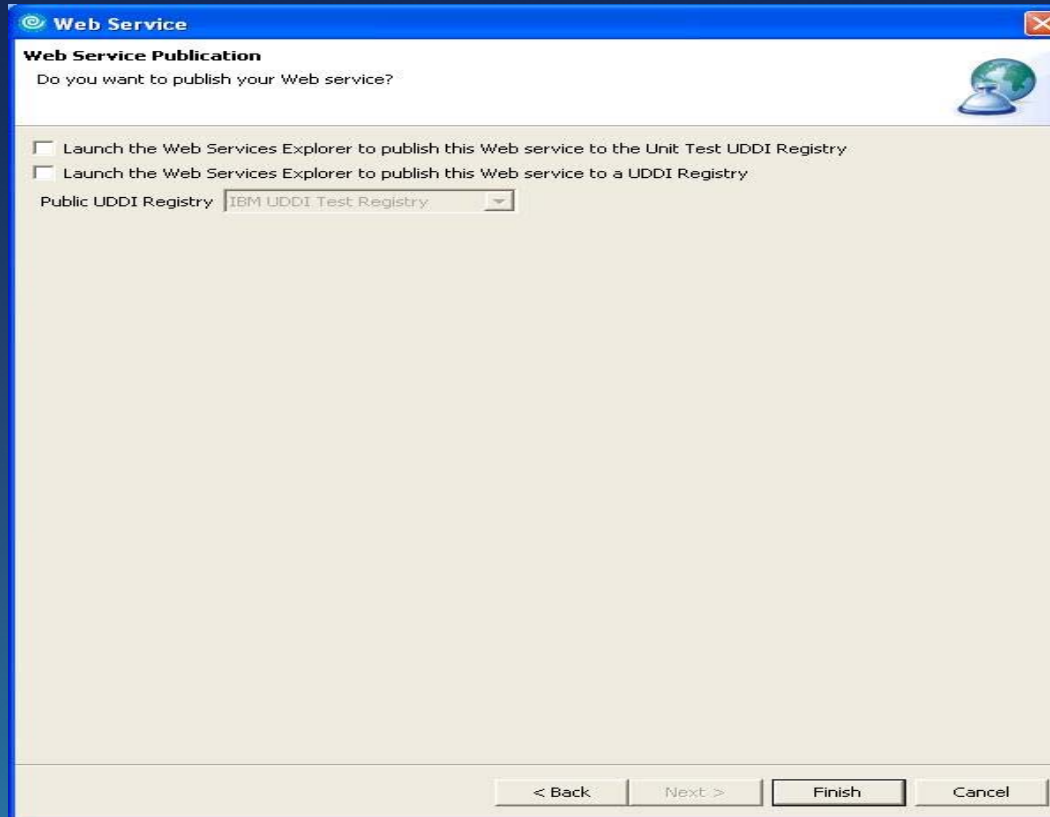 Web Service
Web Service Publication
Do you want to publish your Web service?
Launch the Web Services Explorer to publish this Web service to the Unit Test UDDI Registry
Launch the Web Services Explorer to publish this Web service to a UDDI Registry
Public UDDI Registry IBM UDDI Test Registry
< Back Next > Finish Cancel